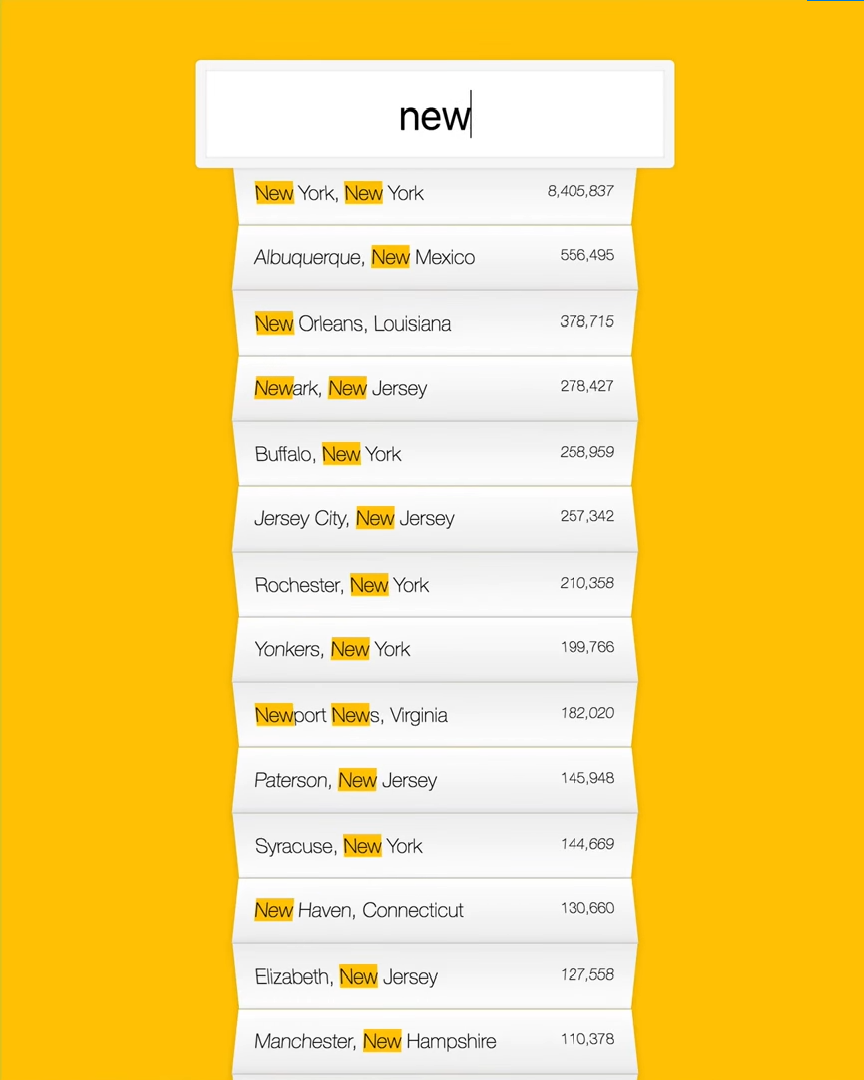 new
New York, New York 8,405,837
Albuquerque, New Mexico 556,495
New Orleans, Louisiana 378,715
Newark, New Jersey 278,427
Buffalo, New York 258,959
Jersey City, New Jersey 257,342
Rochester, New York 210,358
Yonkers, New York 199,766
Newport News, Virginia 182,020
Paterson, New Jersey 145,948
Syracuse, New York 144,669
New Haven, Connecticut 130,660
Elizabeth, New Jersey 127,558
Manchester, New Hampshire 110,378